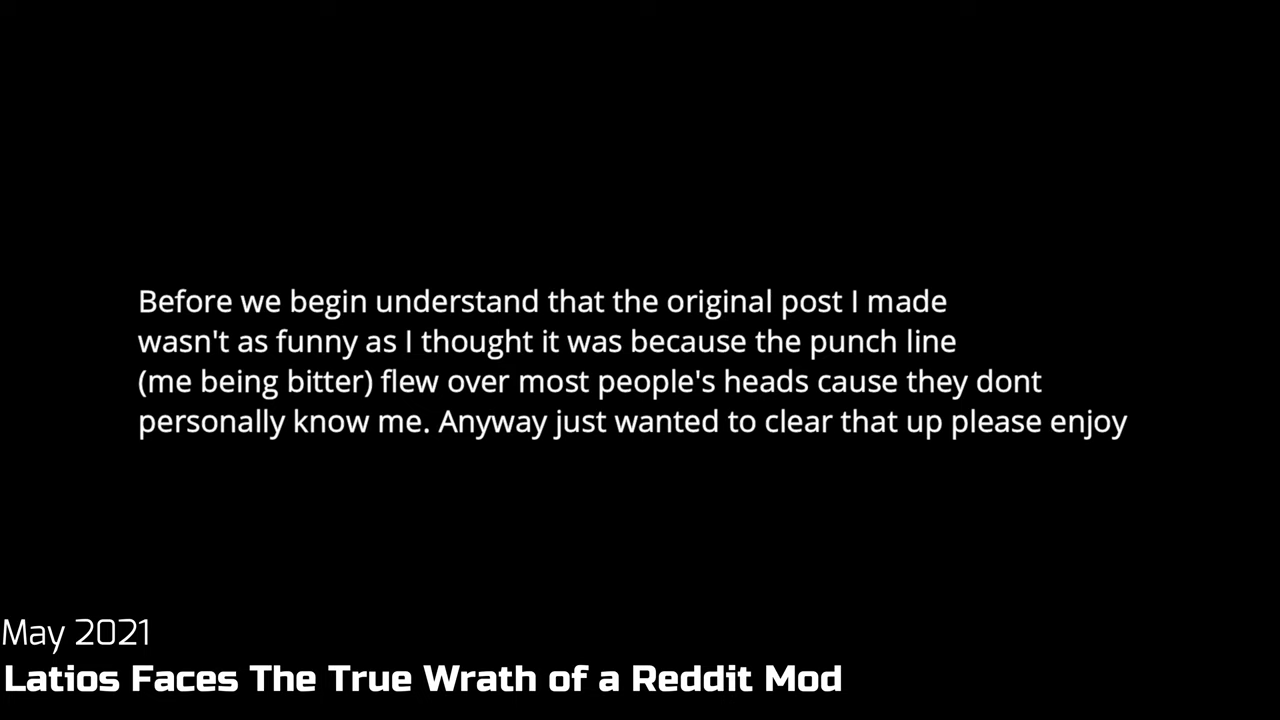 Before we begin understand that the original post I made
wasn't as funny as I thought it was because the punch line
(me being bitter) flew over most people's heads cause they dont
personally know me. Anyway just wanted to clear that up please enjoy
May 2021
Latios Faces The True Wrath of a Reddit Mod